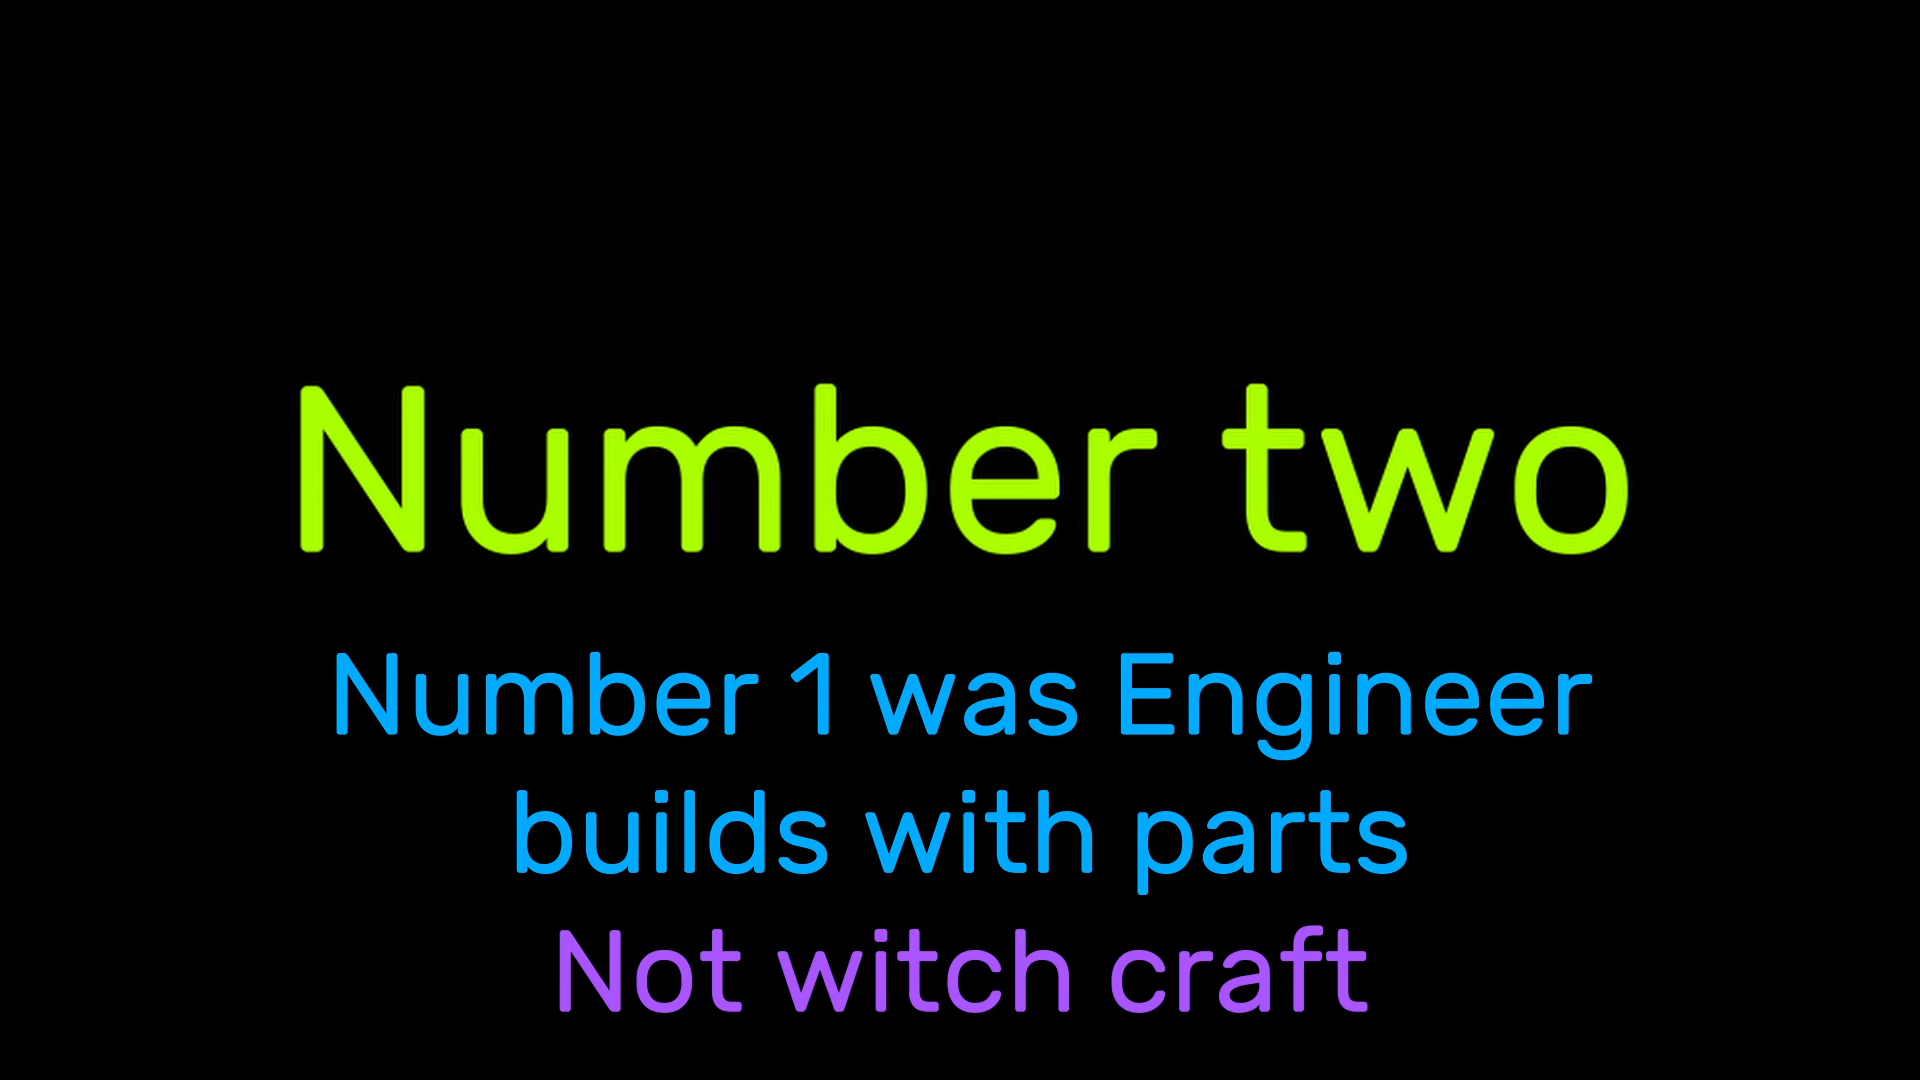 Number two
Number 1 was Engineer
builds with parts
Not witch craft